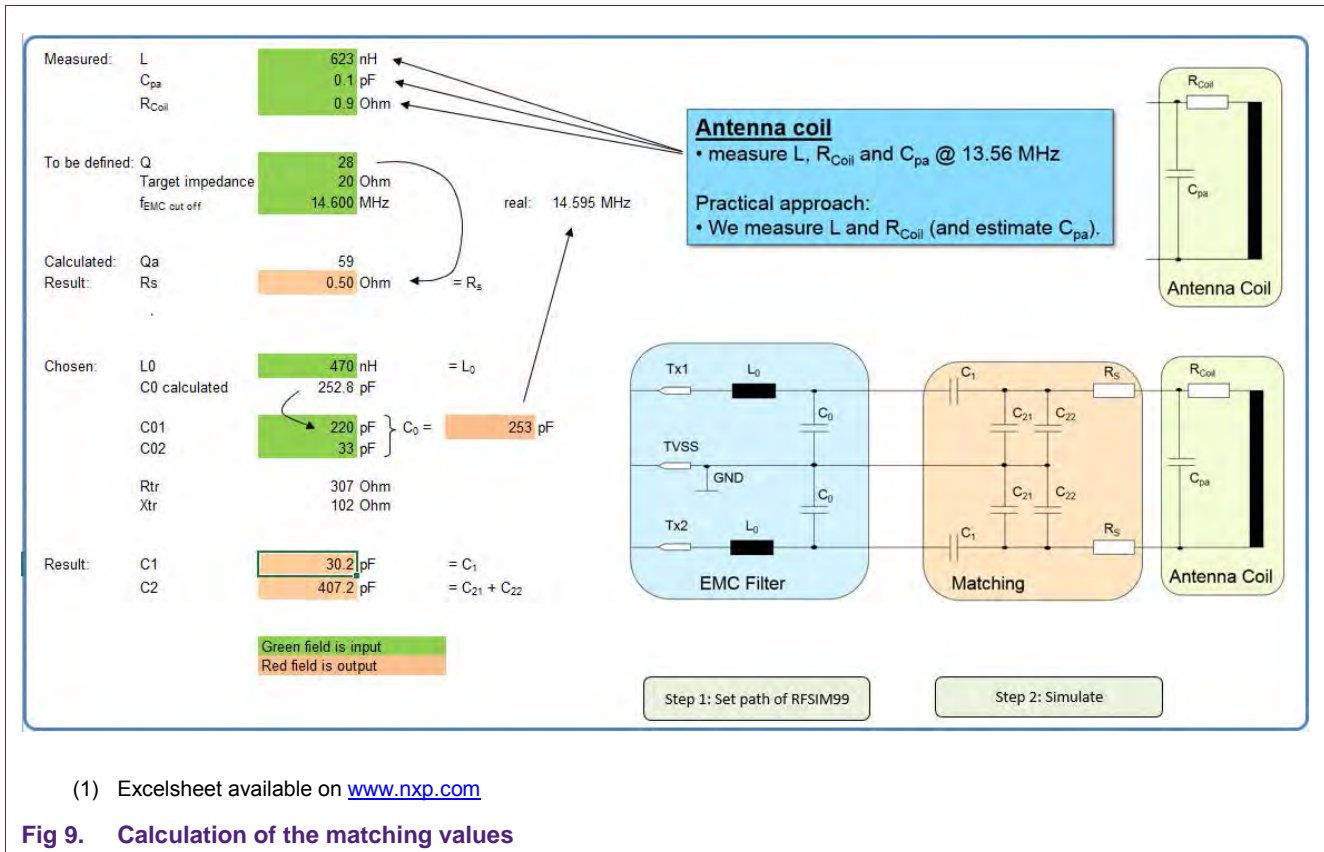 Measured: L 623 nH
Cpa 0.1 pF
RCoil 0.9 Ohm
To be defined: Q 28
Target impedance 20 Ohm
fEMC cut off 14.600 MHz real: 14.595 MHz
Calculated: Qa 59
Result: Rs 0.50 Ohm = Rs
Chosen: L0 470 nH = L0
C0 calculated 252.8 pF
C01 220 pF } C0 = 253 pF
C02 33 pF
Rtr 307 Ohm
Xtr 102 Ohm
Result: C1 30.2 pF = C1
C2 407.2 pF = C21 + C22
Green field is input
Red field is output
Antenna coil
• measure L, RCoil and Cpa @ 13.56 MHz
Practical approach:
• We measure L and RCoil (and estimate Cpa).
RCoil
Cpa
Antenna Coil
Tx1 L0 C1 RS RCoil
C0 C21 C22
TVSS
GND
Cpa
C0 C21 C22
Tx2 L0 C1 RS
EMC Filter Matching Antenna Coil
Step 1: Set path of RFSIM99 Step 2: Simulate
(1) Excelsheet available on www.nxp.com
Fig 9. Calculation of the matching values